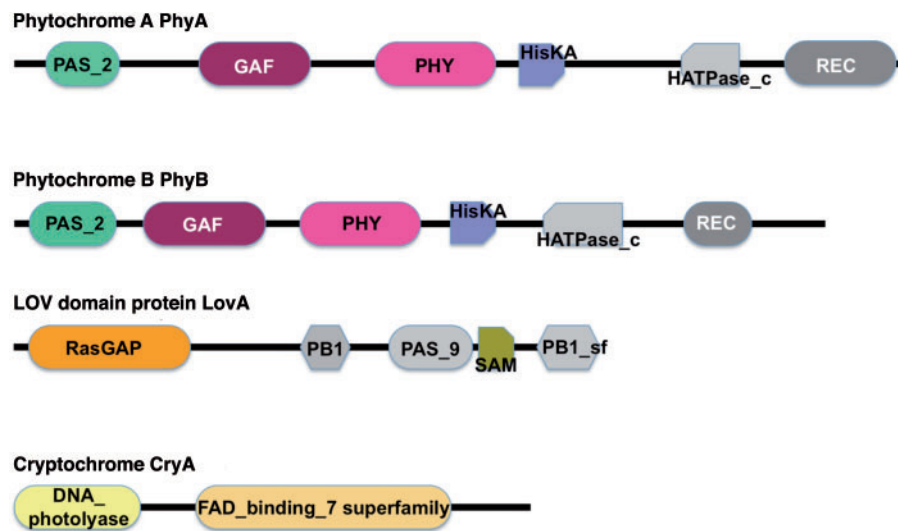 Phytochrome A PhyA
PAS_2 GAF PHY HisKA HATPase_c REC
Phytochrome B PhyB
PAS_2 GAF PHY HisKA HATPase_c REC
LOV domain protein LovA
RasGAP PB1 PAS_9 SAM PB1_sf
Cryptochrome CryA
DNA_
photolyase FAD_binding_7 superfamily